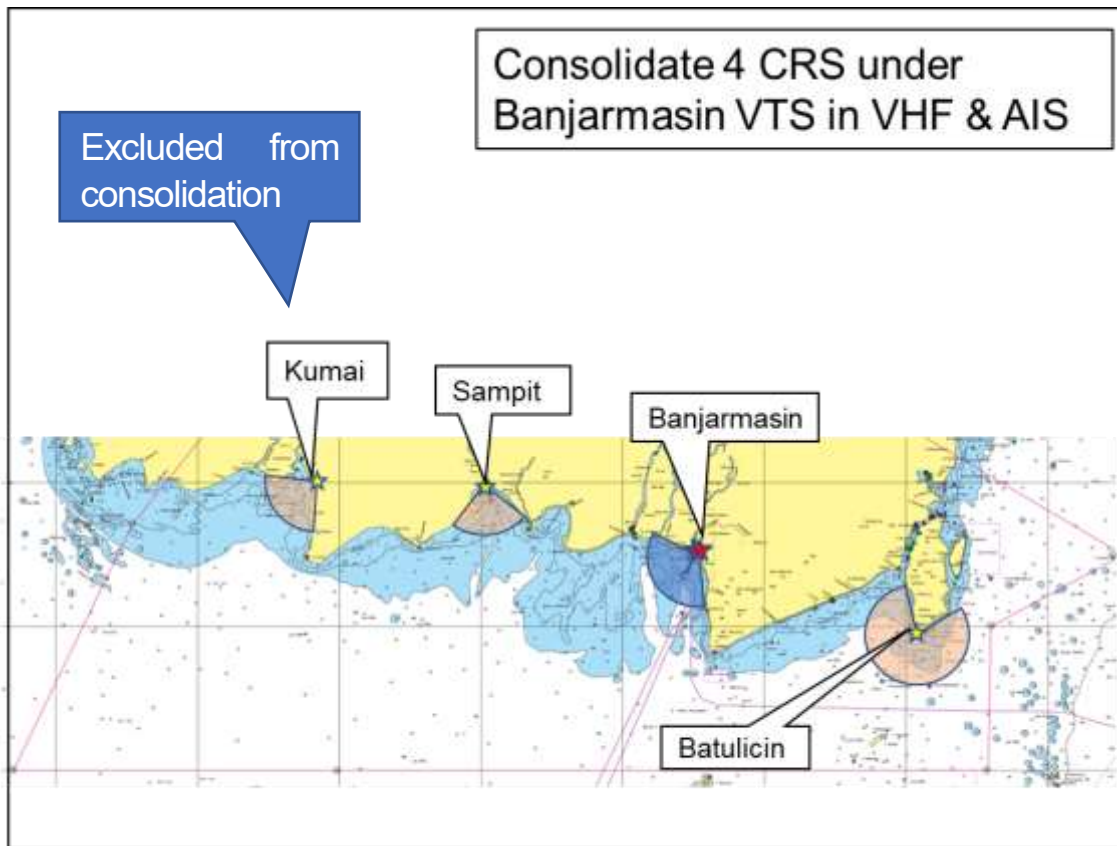 Consolidate 4 CRS under
Banjarmasin VTS in VHF & AIS
Excluded from
consolidation
Kumai
Sampit
Banjarmasin
Batulicin